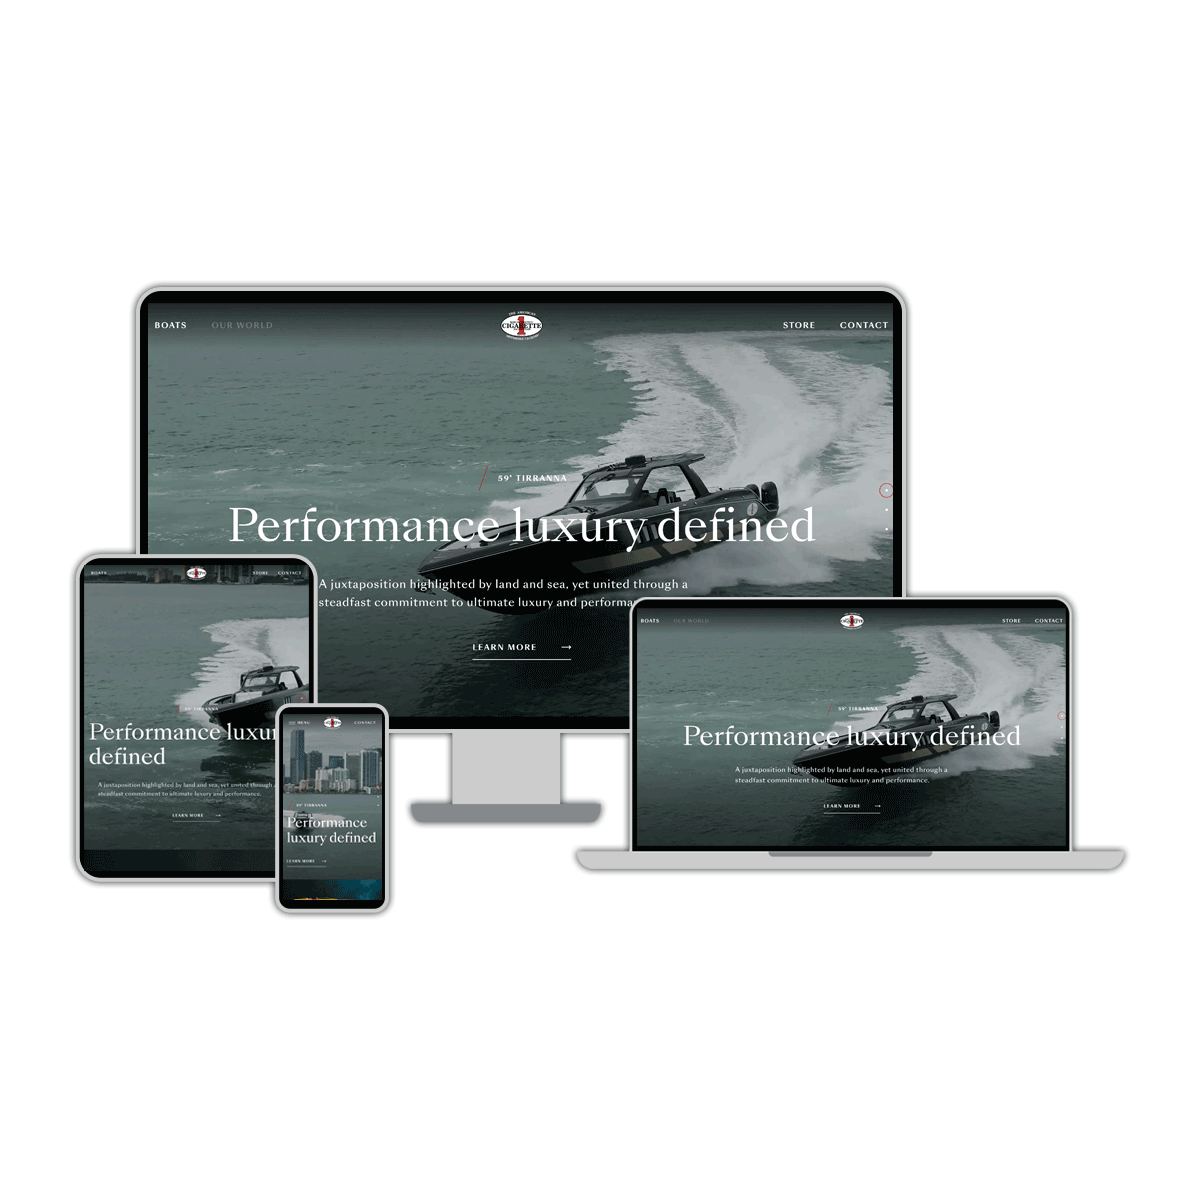 BOATS OUR WORLD CIGARETTE STORE CONTACT
59' TIRRANNA
Performance luxury defined
A juxtaposition highlighted by land and sea, yet united through a
steadfast commitment to ultimate luxury and performa
LEARN MORE
BOATS STORE CONTACT
59' TIRRANNA
Performance luxu
defined
A juxtaposition highlighted by land and sea, yet united through
steadfast commitment to ultimate luxury and performance.
LEARN MORE
MENU CONTACT
59' TIRRANNA
Performance
luxury defined
LEARN MORE
BOATS OUR WORLD CIGARETTE STORE CONTACT
59' TIRRANNA
Performance luxury defined
A juxtaposition highlighted by land and sea, yet united through a
steadfast commitment to ultimate luxury and performance.
LEARN MORE